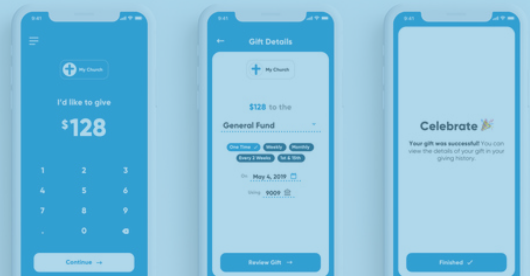 9:41
My Church
I'd like to give
$128
1 2 3
4 5 6
7 8 9
. 0
Continue →
9:41
← Gift Details
My Church
$128 to the
General Fund
One Time ✓ Weekly Monthly
Every 2 Weeks 1st & 15th
On May 4, 2019
9009
Review Gift →
9:41
Celebrate
Your gift was successful! You can
view the details of your gift in your
giving history.
Finished ✓